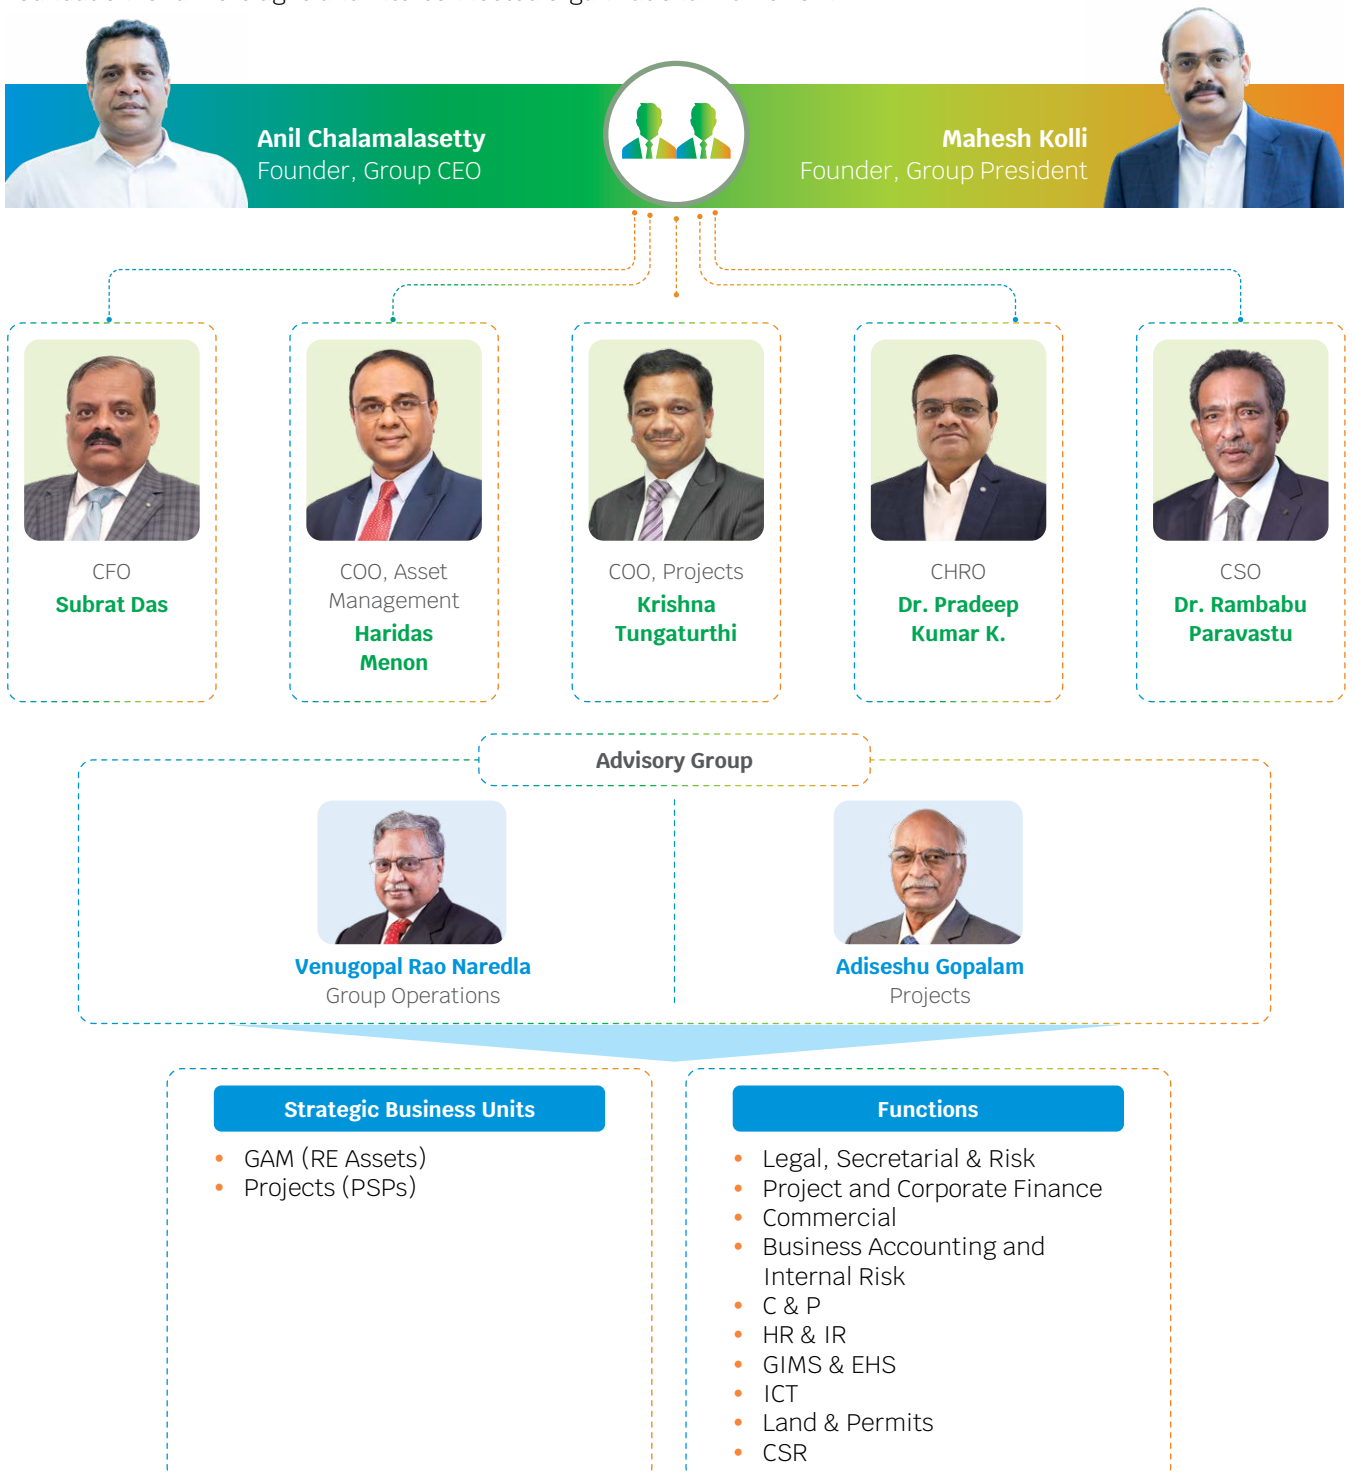 Anil Chalamalasetty
Founder, Group CEO
Mahesh Kolli
Founder, Group President
CFO
Subrat Das
COO, Asset
Management
Haridas
Menon
COO, Projects
Krishna
Tungaturthi
CHRO
Dr. Pradeep
Kumar K.
CSO
Dr. Rambabu
Paravastu
Advisory Group
Venugopal Rao Naredla
Group Operations
Adiseshu Gopalam
Projects
Strategic Business Units
• GAM (RE Assets)
• Projects (PSPs)
Functions
• Legal, Secretarial & Risk
• Project and Corporate Finance
• Commercial
• Business Accounting and
Internal Risk
• C & P
• HR & IR
• GIMS & EHS
• ICT
• Land & Permits
• CSR